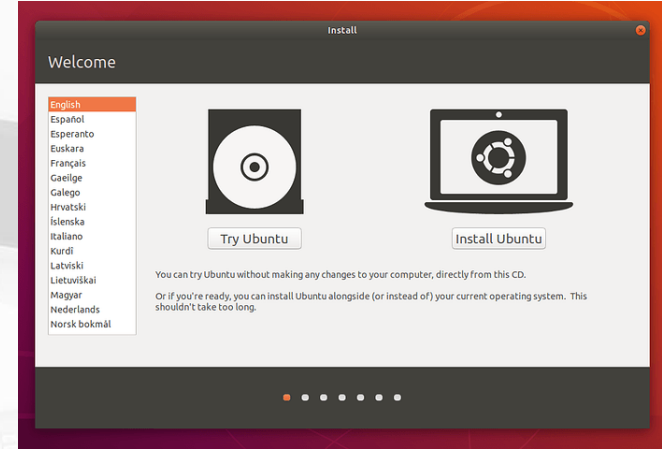 Install
Welcome
English
Español
Esperanto
Euskara
Français
Gaeilge
Galego
Hrvatski
Íslenska
Italiano
Kurdî
Latviski
Lietuviškai
Magyar
Nederlands
Norsk bokmål
Try Ubuntu
Install Ubuntu
You can try Ubuntu without making any changes to your computer, directly from this CD.
Or if you're ready, you can install Ubuntu alongside (or instead of) your current operating system. This
shouldn't take too long.